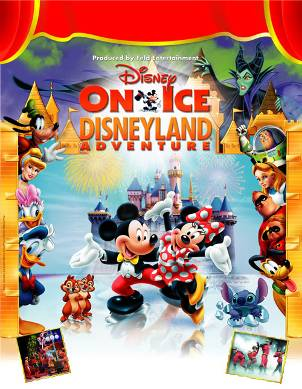 Produced by Feld Entertainment
Disney
ON ICE
DISNEYLAND
ADVENTURE